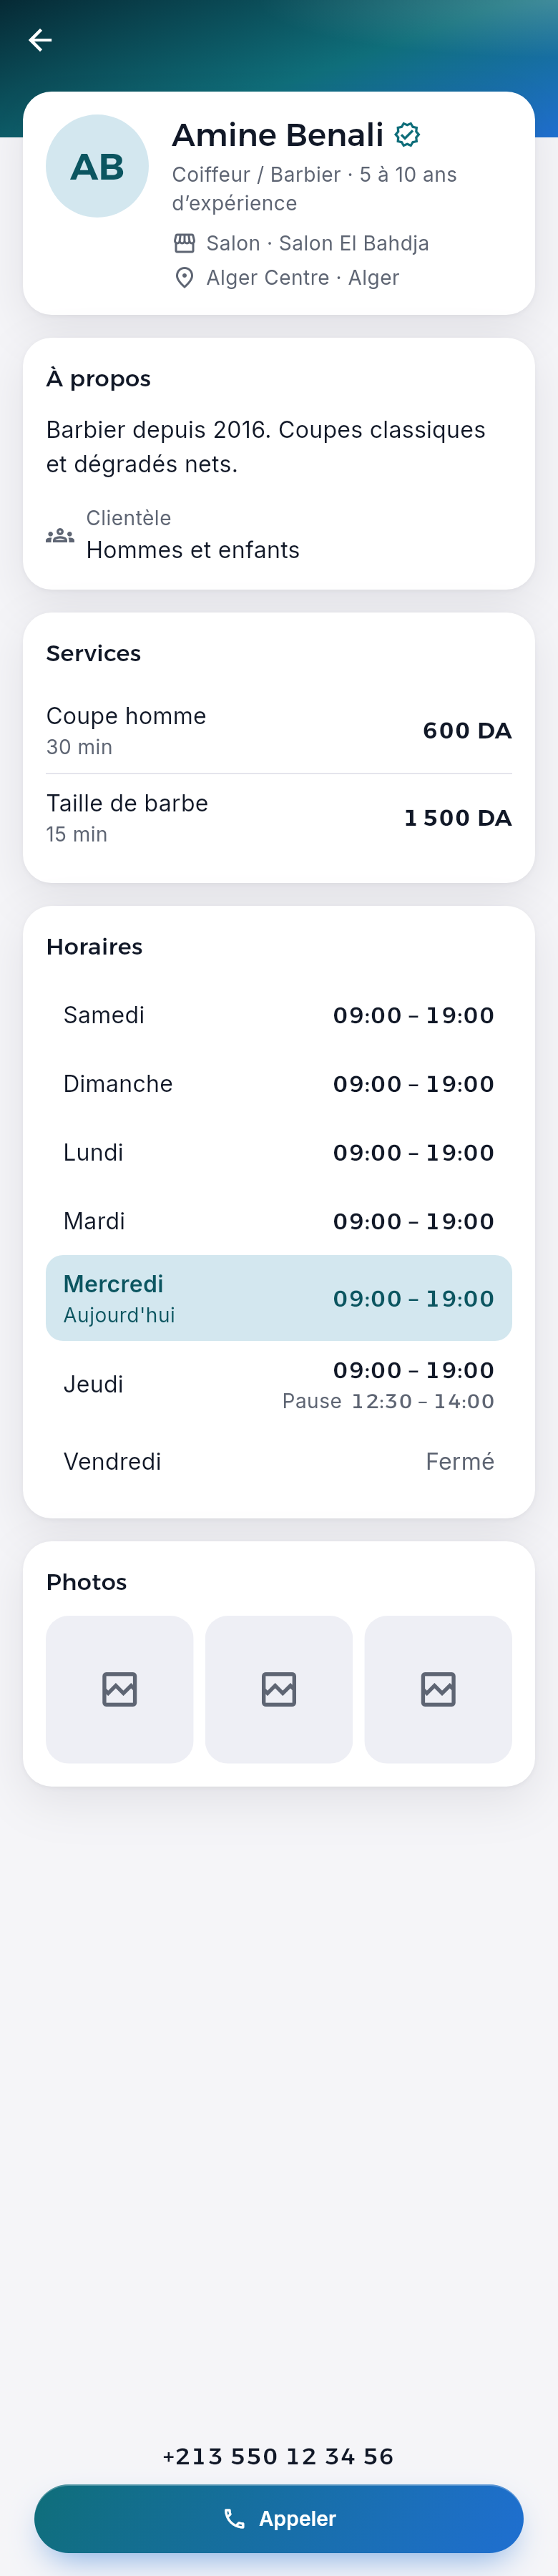 Amine Benali
AB
Coiffeur / Barbier · 5 à 10 ans
d’expérience
Salon · Salon El Bahdja
Alger Centre · Alger
À propos
Barbier depuis 2016. Coupes classiques
et dégradés nets.
Clientèle
Hommes et enfants
Services
Coupe homme
30 min
600 DA
Taille de barbe
15 min
1 500 DA
Horaires
Samedi 09:00 – 19:00
Dimanche 09:00 – 19:00
Lundi 09:00 – 19:00
Mardi 09:00 – 19:00
Mercredi 09:00 – 19:00
Aujourd'hui
Jeudi 09:00 – 19:00
Pause 12:30 – 14:00
Vendredi Fermé
Photos
+213 550 12 34 56
Appeler